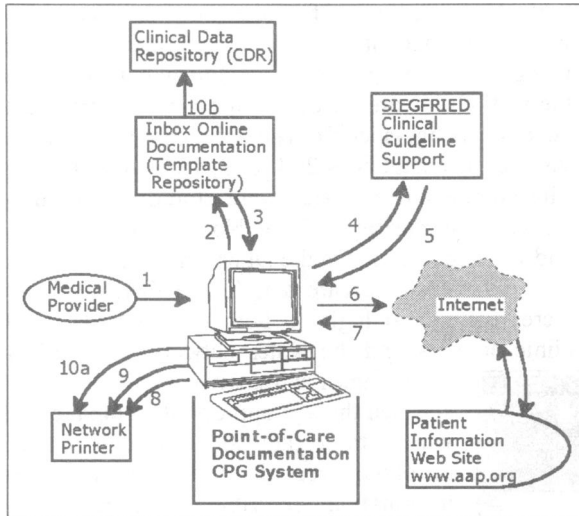 Clinical Data
Repository (CDR)
10b
Inbox Online
Documentation
(Template
Repository)
SIEGFRIED
Clinical
Guideline
Support
2
3
4
5
Medical
Provider
1
6
7
Internet
10a
9
8
Network
Printer
Point-of-Care
Documentation
CPG System
Patient
Information
Web Site
www.aap.org